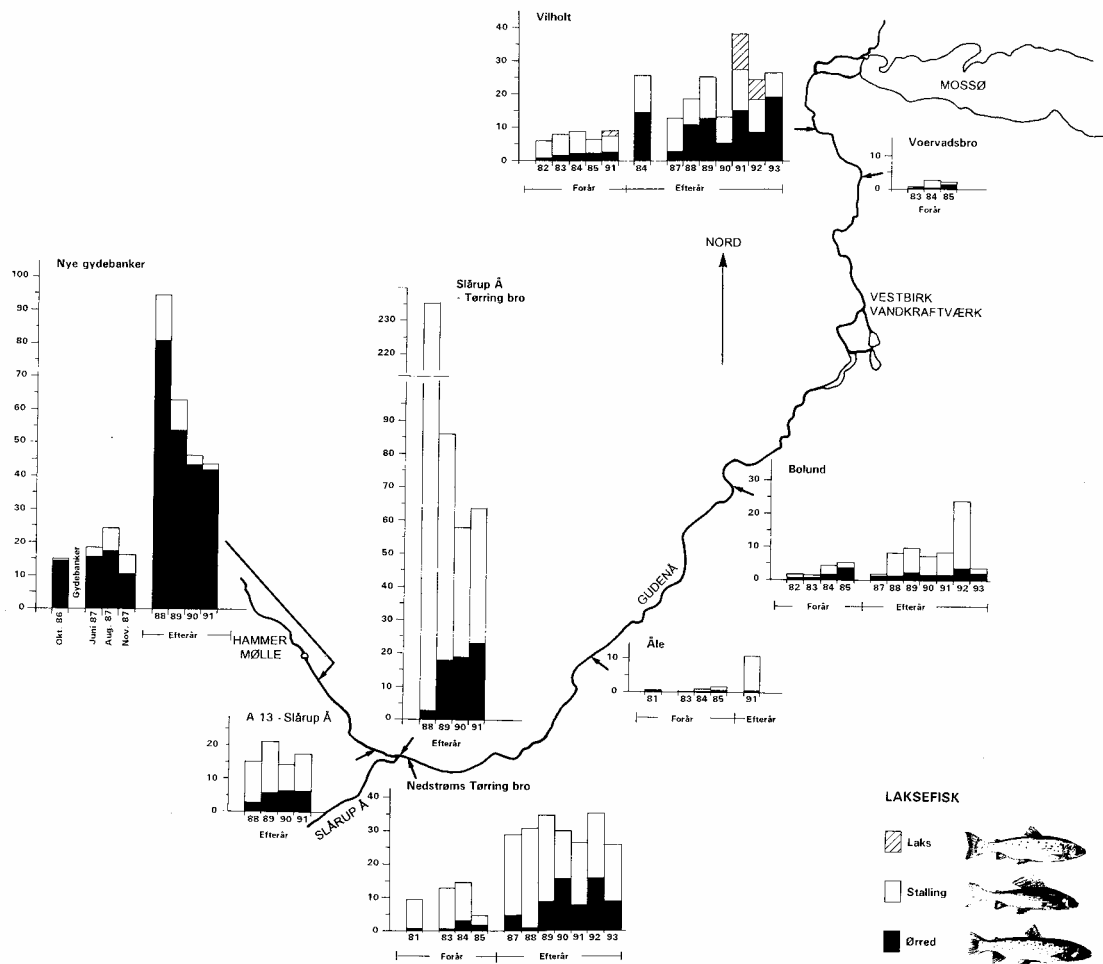 Vilholt
40
30
20
10
0
82 83 84 85 91 84 87 88 89 90 91 92 93
Forår Efterår
MOSSØ
Voervadsbro
10
0
83 84 85
Forår
NORD
VESTBIRK
VANDKRAFTVÆRK
Nye gydebanker
100
90
80
70
60
50
40
30
20
10
0
Gydebanker
Okt. 86 Juni 87 Aug. 87 Nov. 87 88 89 90 91
Efterår
Slårup Å
- Tørring bro
230
220
90
80
70
60
50
40
30
20
10
0
88 89 90 91
Efterår
Bolund
30
20
10
0
82 83 84 85 87 88 89 90 91 92 93
Forår Efterår
GUDENÅ
Åle
10
0
81 83 84 85 91
Forår Efterår
HAMMER
MØLLE
A 13 - Slårup Å
20
10
0
88 89 90 91
Efterår
SLÅRUP Å
Nedstrøms Tørring bro
40
30
20
10
0
81 83 84 85 87 88 89 90 91 92 93
Forår Efterår
LAKSEFISK
Laks
Stalling
Ørred